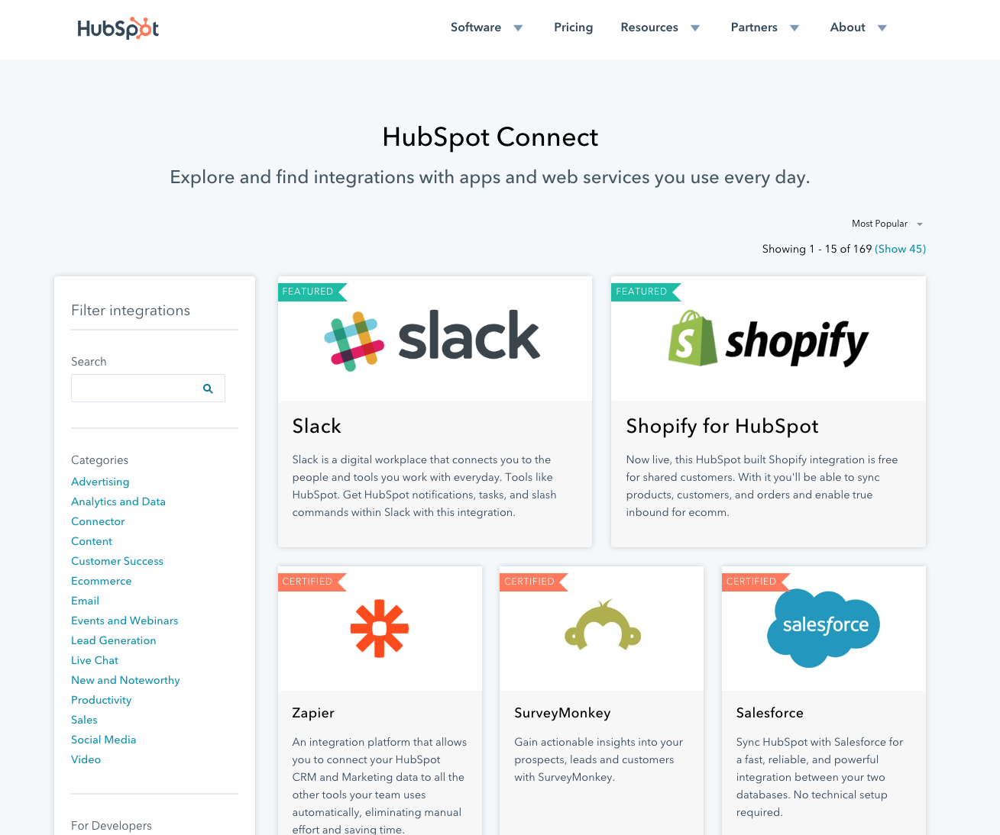 HubSpot
Software
Pricing
Resources
Partners
About
HubSpot Connect
Explore and find integrations with apps and web services you use every day.
Most Popular
Showing 1 - 15 of 169 (Show 45)
Filter integrations
Search
Categories
Advertising
Analytics and Data
Connector
Content
Customer Success
Ecommerce
Email
Events and Webinars
Lead Generation
Live Chat
New and Noteworthy
Productivity
Sales
Social Media
Video
For Developers
FEATURED
slack
Slack
Slack is a digital workplace that connects you to the
people and tools you work with everyday. Tools like
HubSpot. Get HubSpot notifications, tasks, and slash
commands within Slack with this integration.
FEATURED
S
shopify
Shopify for HubSpot
Now live, this HubSpot built Shopify integration is free
for shared customers. With it you'll be able to sync
products, customers, and orders and enable true
inbound for ecomm.
CERTIFIED
Zapier
An integration platform that allows
you to connect your HubSpot
CRM and Marketing data to all the
other tools your team uses
automatically, eliminating manual
effort and saving time.
CERTIFIED
SurveyMonkey
Gain actionable insights into your
prospects, leads and customers
with SurveyMonkey.
CERTIFIED
salesforce
Salesforce
Sync HubSpot with Salesforce for
a fast, reliable, and powerful
integration between your two
databases. No technical setup
required.